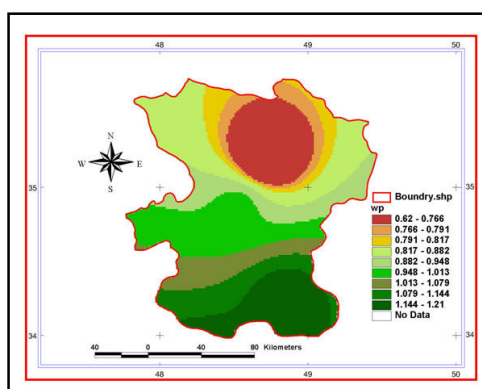 48 49 50
N
W E
S
35 35
Boundry.shp
wp
0.62 - 0.766
0.766 - 0.791
0.791 - 0.817
0.817 - 0.882
0.882 - 0.948
0.948 - 1.013
1.013 - 1.079
1.079 - 1.144
1.144 - 1.21
No Data
34 34
40 0 40 80 Kilometers
48 49 50